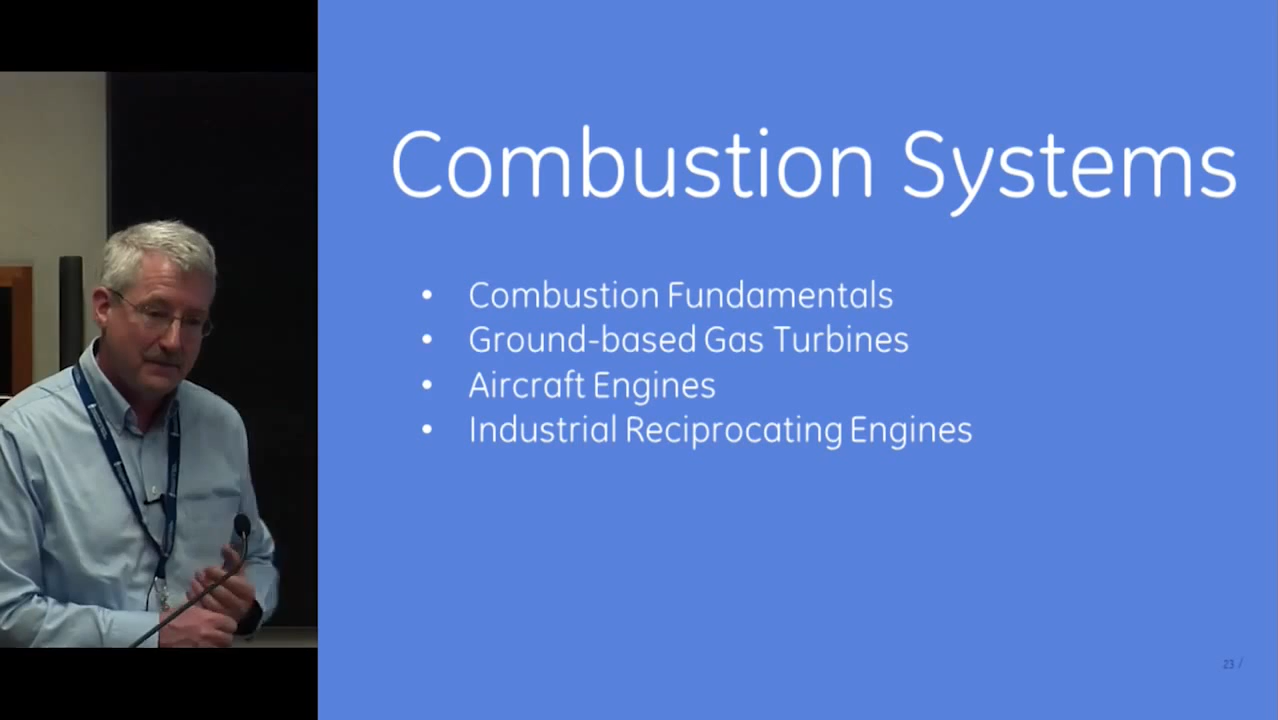 Combustion Systems
• Combustion Fundamentals
• Ground-based Gas Turbines
• Aircraft Engines
• Industrial Reciprocating Engines
23 /